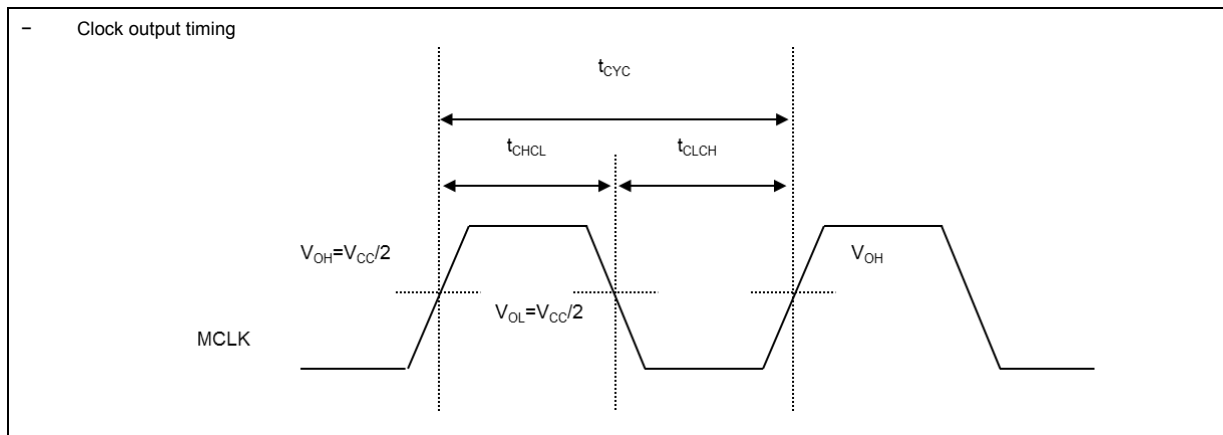 − Clock output timing
tCYC
tCHCL tCLCH
VOH=VCC/2 VOH
VOL=VCC/2
MCLK